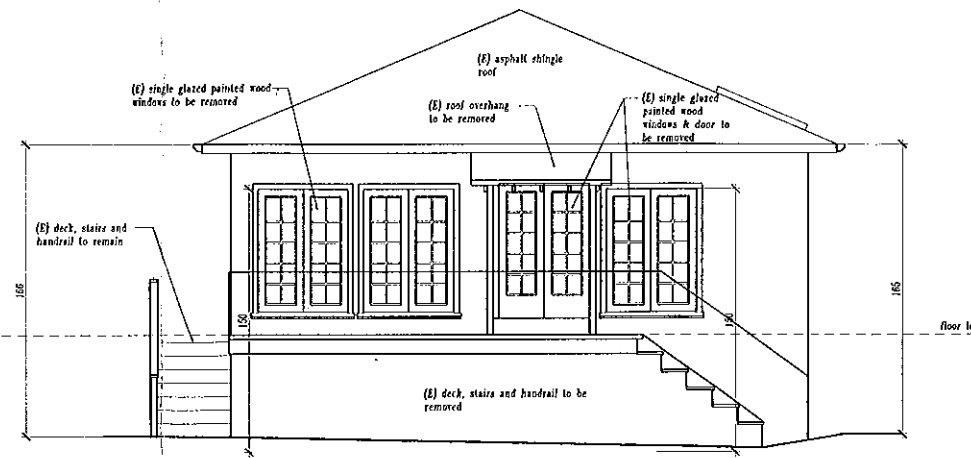 (E) asphalt shingle
roof
(E) single glazed painted wood
windows to be removed
(E) roof overhang
to be removed
(E) single glazed
painted wood
windows & door to
be removed
(E) deck, stairs and
handrail to remain
166
150
150
165
floor le
(E) deck, stairs and handrail to be
removed